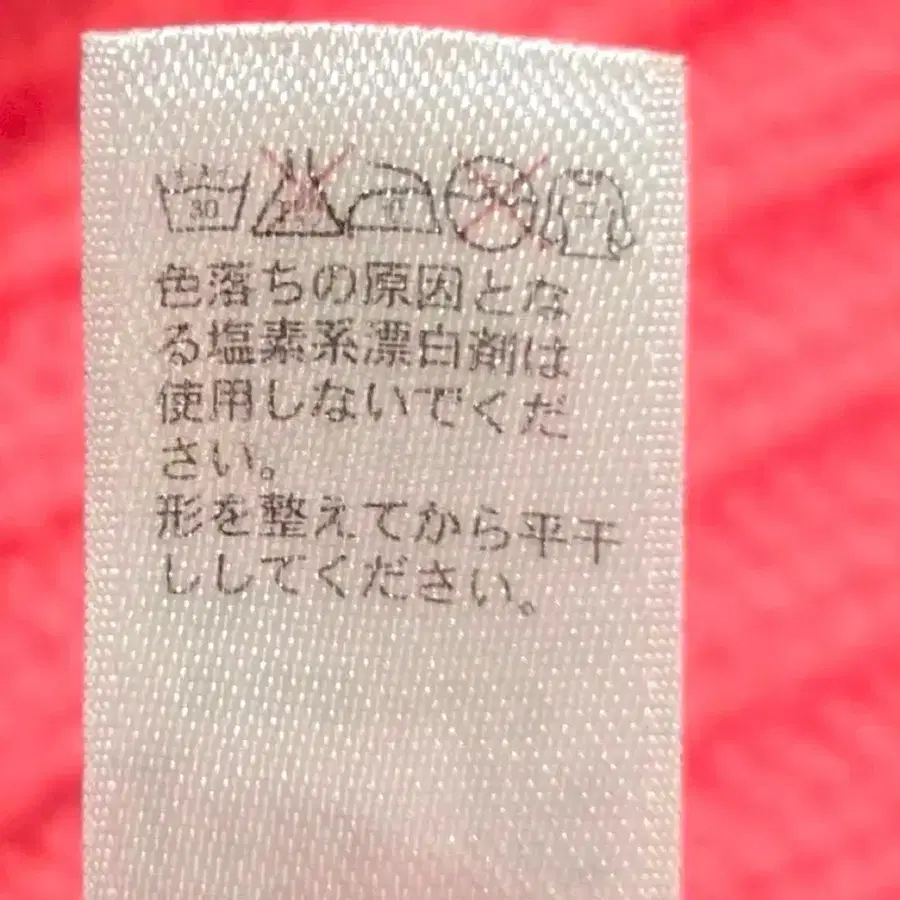 30
色落ちの原因とな
る塩素系漂白剤は
使用しないでくだ
さい。
形を整えてから平干
ししてください。